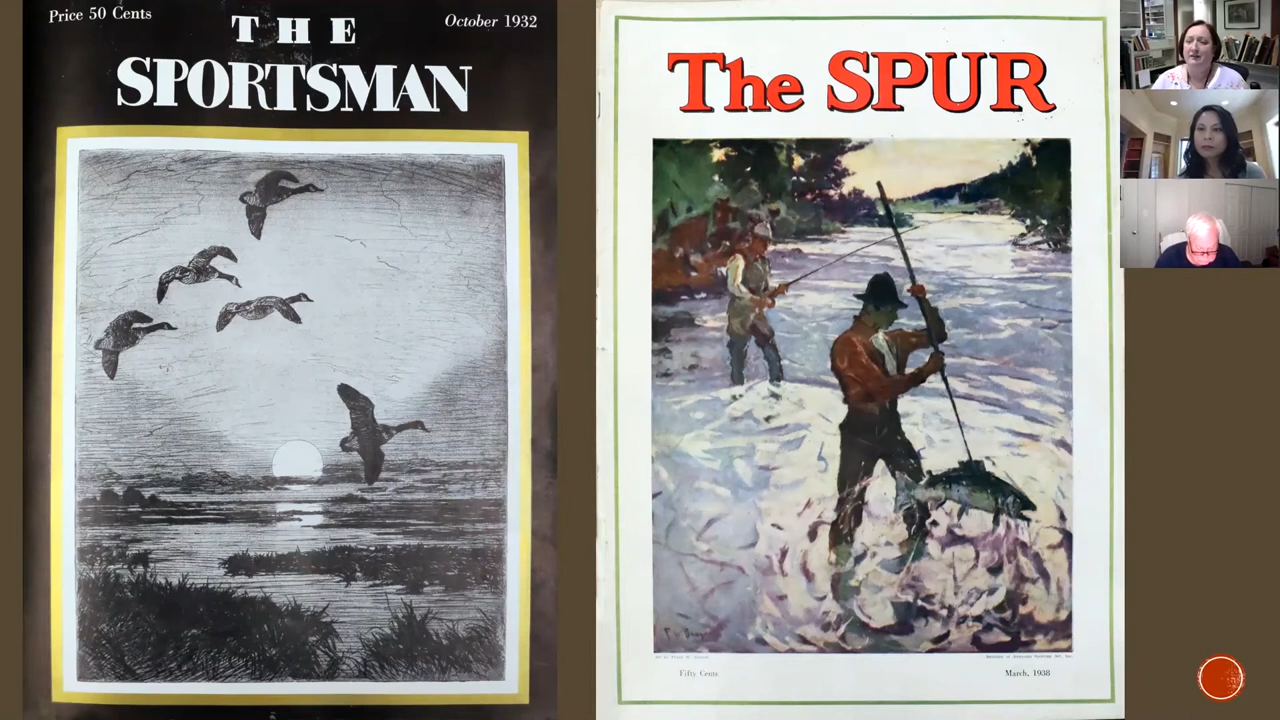 Price 50 Cents
October 1932
THE
SPORTSMAN
The SPUR
Fifty Cents
March, 1938